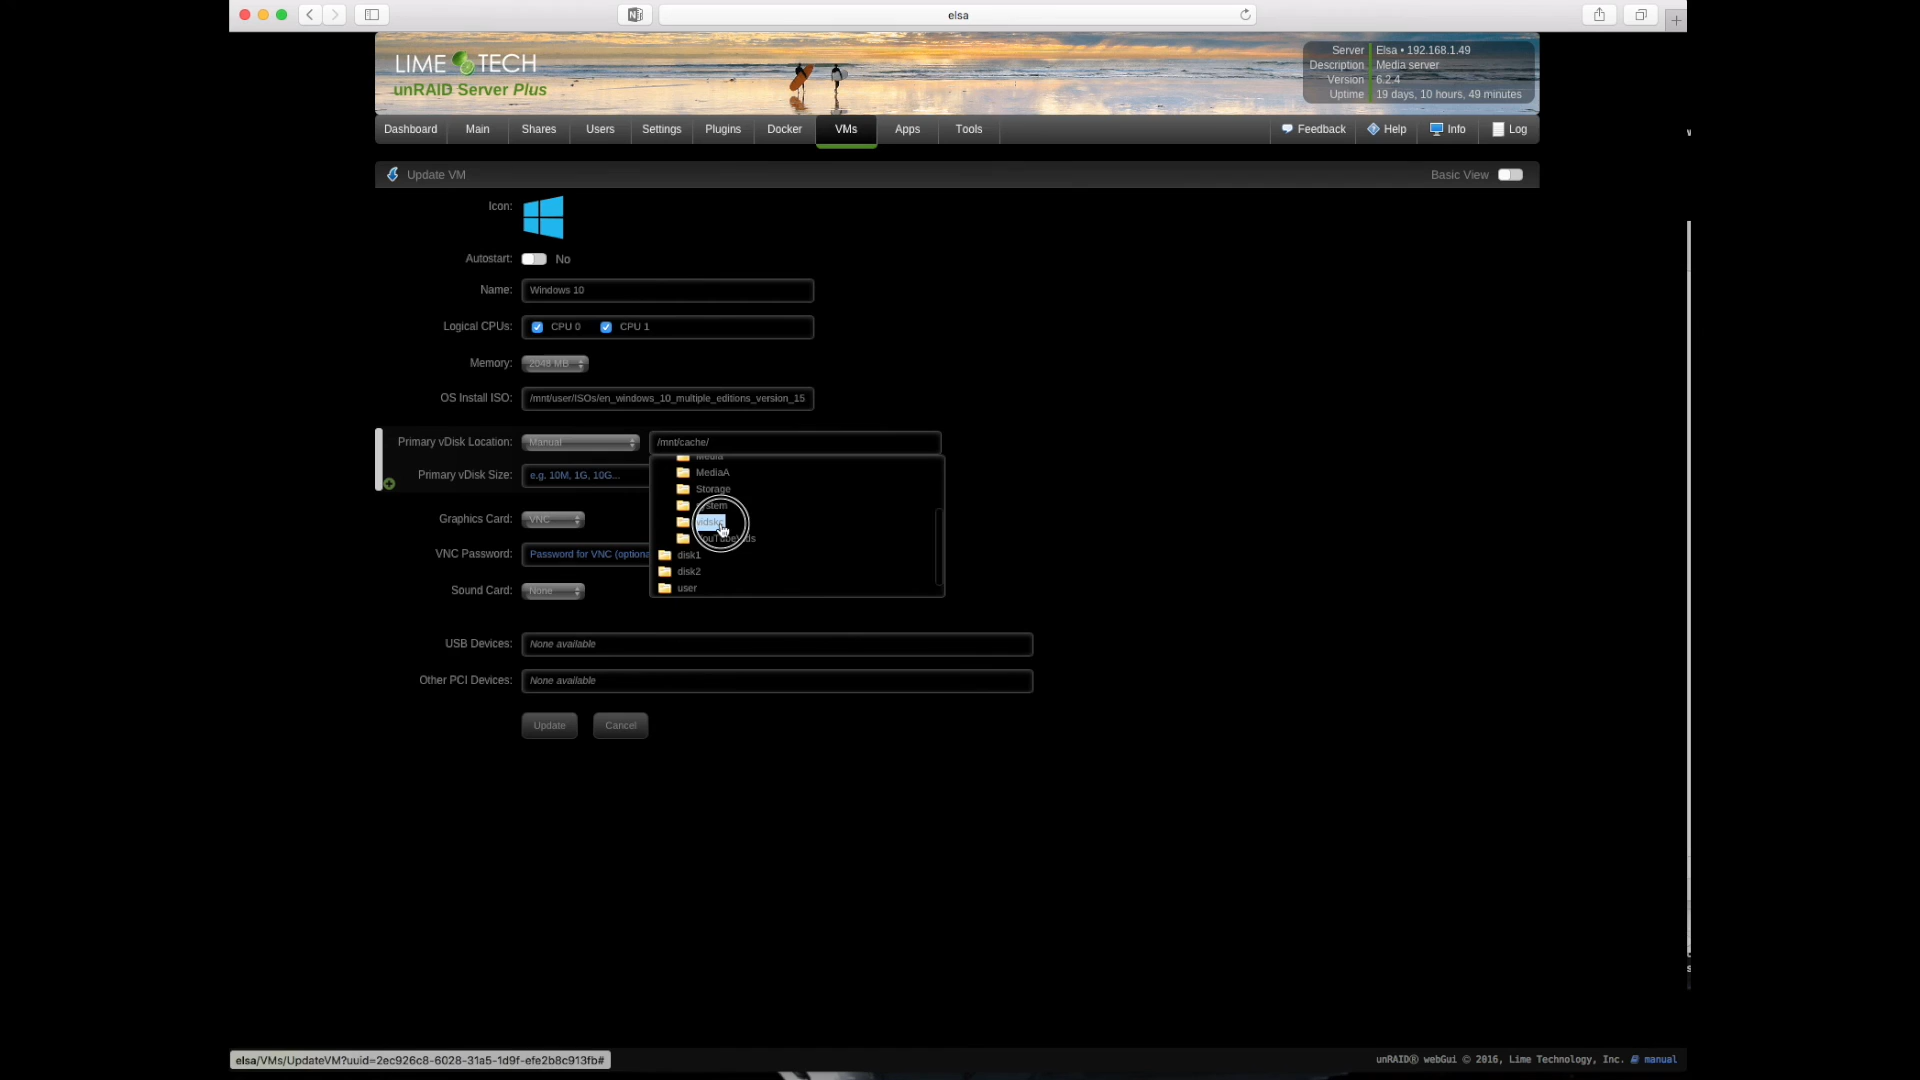 elsa
LIME TECH
unRAID Server Plus
Server Elsa • 192.168.1.49
Description Media server
Version 6.2.4
Uptime 19 days, 10 hours, 49 minutes
Dashboard Main Shares Users Settings Plugins Docker VMs Apps Tools Feedback Help Info Log
Update VM Basic View
Icon:
Autostart: No
Name: Windows 10
Logical CPUs: CPU 0 CPU 1
Memory: 2048 MB
OS Install ISO: /mnt/user/ISOs/en_windows_10_multiple_editions_version_15
Primary vDisk Location: Manual /mnt/cache/
Media
MediaA
Primary vDisk Size: e.g. 10M, 1G, 10G...
Storage
system
Graphics Card: VNC
VNC Password: Password for VNC (optiona
disk1
disk2
user
Sound Card: None
USB Devices: None available
Other PCI Devices: None available
Update Cancel
elsa/VMs/UpdateVM?uuid=2ec926c8-6028-31a5-1d9f-efe2b8c913fb#
unRAID® webGui © 2016, Lime Technology, Inc. manual